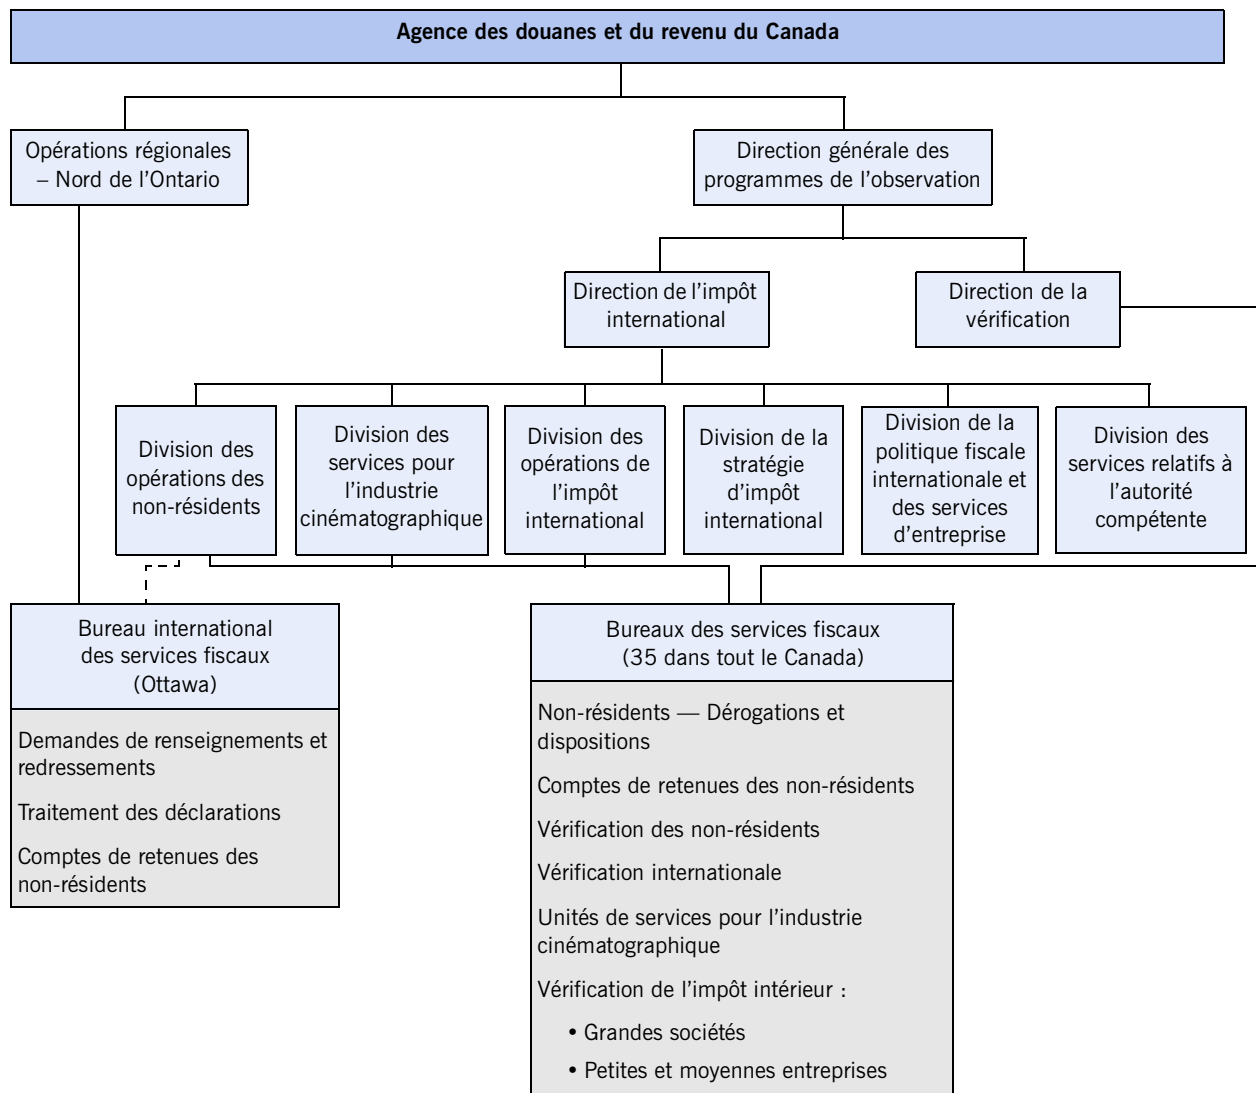 Agence des douanes et du revenu du Canada
Opérations régionales
– Nord de l’Ontario
Direction générale des
programmes de l’observation
Direction de l’impôt
international
Direction de la
vérification
Division des
opérations des
non-résidents
Division des
services pour
l’industrie
cinématographique
Division des
opérations de
l’impôt
international
Division de la
stratégie
d’impôt
international
Division de la
politique fiscale
internationale et
des services
d’entreprise
Division des
services relatifs à
l’autorité
compétente
Bureau international
des services fiscaux
(Ottawa)
Demandes de renseignements et
redressements
Traitement des déclarations
Comptes de retenues des
non-résidents
Bureaux des services fiscaux
(35 dans tout le Canada)
Non-résidents — Dérogations et
dispositions
Comptes de retenues des non-résidents
Vérification des non-résidents
Vérification internationale
Unités de services pour l’industrie
cinématographique
Vérification de l’impôt intérieur :
• Grandes sociétés
• Petites et moyennes entreprises